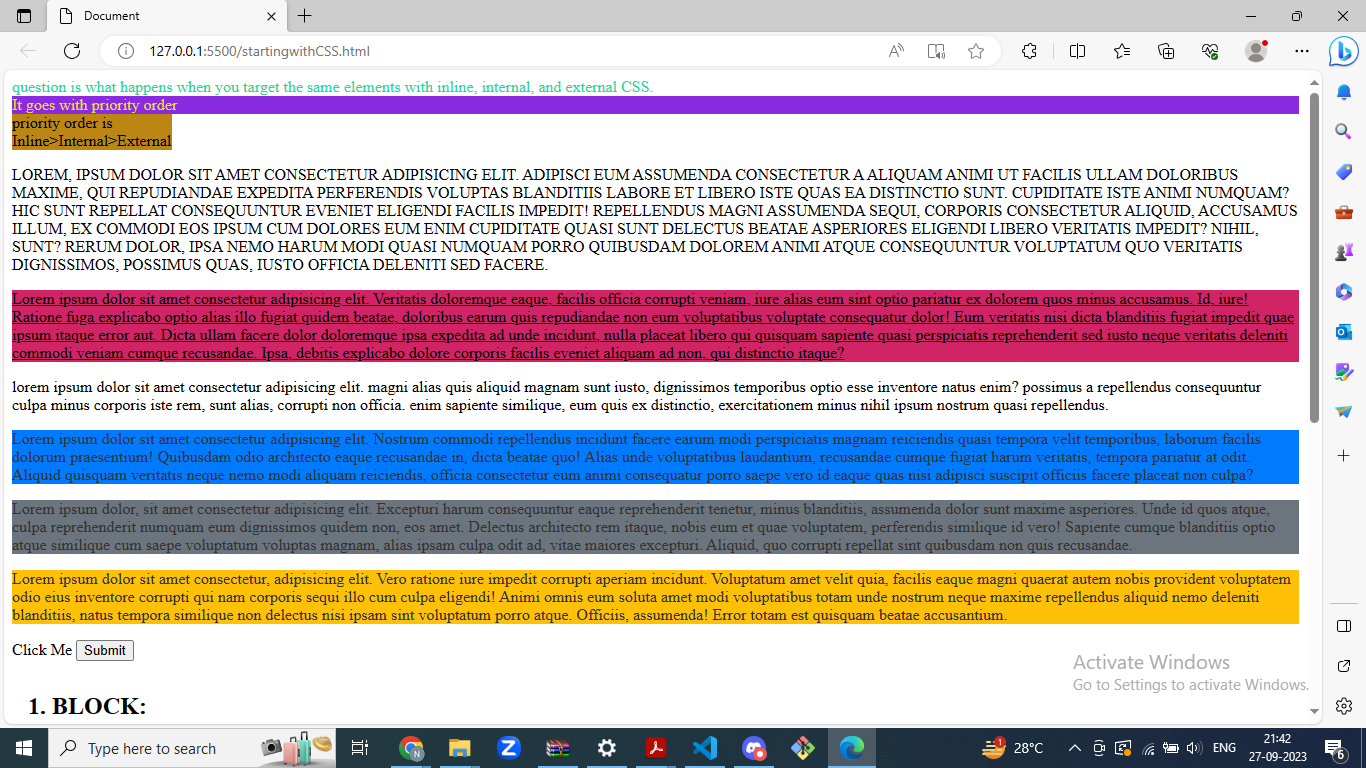 Document
127.0.0.1:5500/startingwithCSS.html
question is what happens when you target the same elements with inline, internal, and external CSS.
It goes with priority order
priority order is
Inline>Internal>External
LOREM, IPSUM DOLOR SIT AMET CONSECTETUR ADIPISICING ELIT. ADIPISCI EUM ASSUMENDA CONSECTETUR A ALIQUAM ANIMI UT FACILIS ULLAM DOLORIBUS
MAXIME, QUI REPUDIANDAE EXPEDITA PERFERENDIS VOLUPTAS BLANDITIIS LABORE ET LIBERO ISTE QUAS EA DISTINCTIO SUNT. CUPIDITATE ISTE ANIMI NUMQUAM?
HIC SUNT REPELLAT CONSEQUUNTUR EVENIET ELIGENDI FACILIS IMPEDIT! REPELLENDUS MAGNI ASSUMENDA SEQUI, CORPORIS CONSECTETUR ALIQUID, ACCUSAMUS
ILLUM, EX COMMODI EOS IPSUM CUM DOLORES EUM ENIM CUPIDITATE QUASI SUNT DELECTUS BEATAE ASPERIORES ELIGENDI LIBERO VERITATIS IMPEDIT? NIHIL,
SUNT? RERUM DOLOR, IPSA NEMO HARUM MODI QUASI NUMQUAM PORRO QUIBUSDAM DOLOREM ANIMI ATQUE CONSEQUUNTUR VOLUPTATUM QUO VERITATIS
DIGNISSIMOS, POSSIMUS QUAS, IUSTO OFFICIA DELENITI SED FACERE.
Lorem ipsum dolor sit amet consectetur adipisicing elit. Veritatis doloremque eaque, facilis officia corrupti veniam, iure alias eum sint optio pariatur ex dolorem quos minus accusamus. Id, iure!
Ratione fuga explicabo optio alias illo fugiat quidem beatae, doloribus earum quis repudiandae non eum voluptatibus voluptate consequatur dolor! Eum veritatis nisi dicta blanditiis fugiat impedit quae
ipsum itaque error aut. Dicta ullam facere dolor doloremque ipsa expedita ad unde incidunt, nulla placeat libero qui quisquam sapiente quasi perspiciatis reprehenderit sed iusto neque veritatis deleniti
commodi veniam cumque recusandae. Ipsa, debitis explicabo dolore corporis facilis eveniet aliquam ad non, qui distinctio itaque?
lorem ipsum dolor sit amet consectetur adipisicing elit. magni alias quis aliquid magnam sunt iusto, dignissimos temporibus optio esse inventore natus enim? possimus a repellendus consequuntur
culpa minus corporis iste rem, sunt alias, corrupti non officia. enim sapiente similique, eum quis ex distinctio, exercitationem minus nihil ipsum nostrum quasi repellendus.
Lorem ipsum dolor sit amet consectetur adipisicing elit. Nostrum commodi repellendus incidunt facere earum modi perspiciatis magnam reiciendis quasi tempora velit temporibus, laborum facilis
dolorum praesentium! Quibusdam odio architecto eaque recusandae in, dicta beatae quo! Alias unde voluptatibus laudantium, recusandae cumque fugiat harum veritatis, tempora pariatur at odit.
Aliquid quisquam veritatis neque nemo modi aliquam reiciendis, officia consectetur eum animi consequatur porro saepe vero id eaque quas nisi adipisci suscipit officiis facere placeat non culpa?
Lorem ipsum dolor, sit amet consectetur adipisicing elit. Excepturi harum consequuntur eaque reprehenderit tenetur, minus blanditiis, assumenda dolor sunt maxime asperiores. Unde id quos atque,
culpa reprehenderit numquam eum dignissimos quidem non, eos amet. Delectus architecto rem itaque, nobis eum et quae voluptatem, perferendis similique id vero! Sapiente cumque blanditiis optio
atque similique cum saepe voluptatum voluptas magnam, alias ipsam culpa odit ad, vitae maiores excepturi. Aliquid, quo corrupti repellat sint quibusdam non quis recusandae.
Lorem ipsum dolor sit amet consectetur, adipisicing elit. Vero ratione iure impedit corrupti aperiam incidunt. Voluptatum amet velit quia, facilis eaque magni quaerat autem nobis provident voluptatem
odio eius inventore corrupti qui nam corporis sequi illo cum culpa eligendi! Animi omnis eum soluta amet modi voluptatibus totam unde nostrum neque maxime repellendus aliquid nemo deleniti
blanditiis, natus tempora similique non delectus nisi ipsam sint voluptatum porro atque. Officiis, assumenda! Error totam est quisquam beatae accusantium.
Click Me Submit
Activate Windows
Go to Settings to activate Windows.
1. BLOCK:
Type here to search
28°C
ENG
21:42
27-09-2023
6